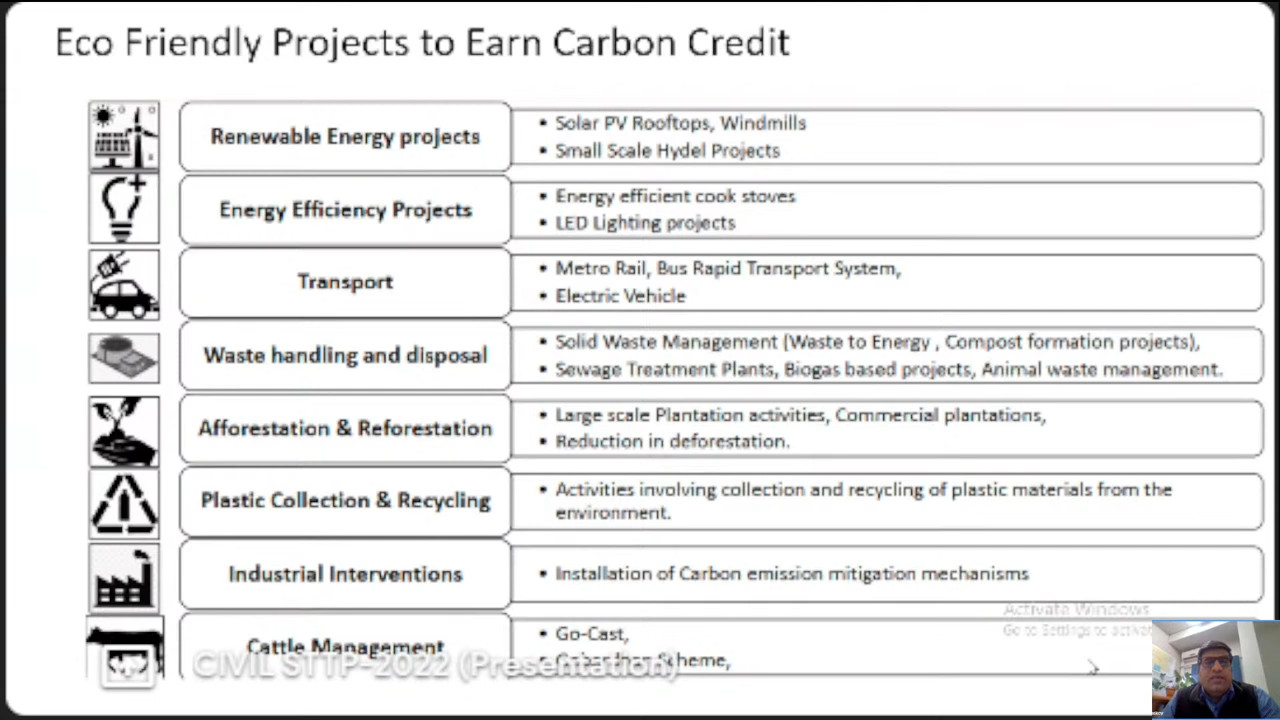 Eco Friendly Projects to Earn Carbon Credit
Renewable Energy projects
• Solar PV Rooftops, Windmills
• Small Scale Hydel Projects
Energy Efficiency Projects
• Energy efficient cook stoves
• LED Lighting projects
Transport
• Metro Rail, Bus Rapid Transport System,
• Electric Vehicle
Waste handling and disposal
• Solid Waste Management (Waste to Energy , Compost formation projects),
• Sewage Treatment Plants, Biogas based projects, Animal waste management.
Afforestation & Reforestation
• Large scale Plantation activities, Commercial plantations,
• Reduction in deforestation.
Plastic Collection & Recycling
• Activities involving collection and recycling of plastic materials from the
environment.
Industrial Interventions
• Installation of Carbon emission mitigation mechanisms
Cattle Management
• Go-Cast,
Scheme,
Activate Windows
Go to Settings to activate
CIVIL STTP-2022 (Presentation)